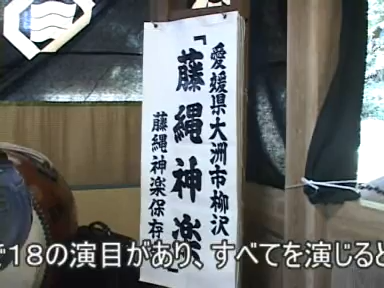 愛媛県大洲市柳沢
「藤縄神楽」
藤縄神楽保存
で18の演目があり、すべてを演じると